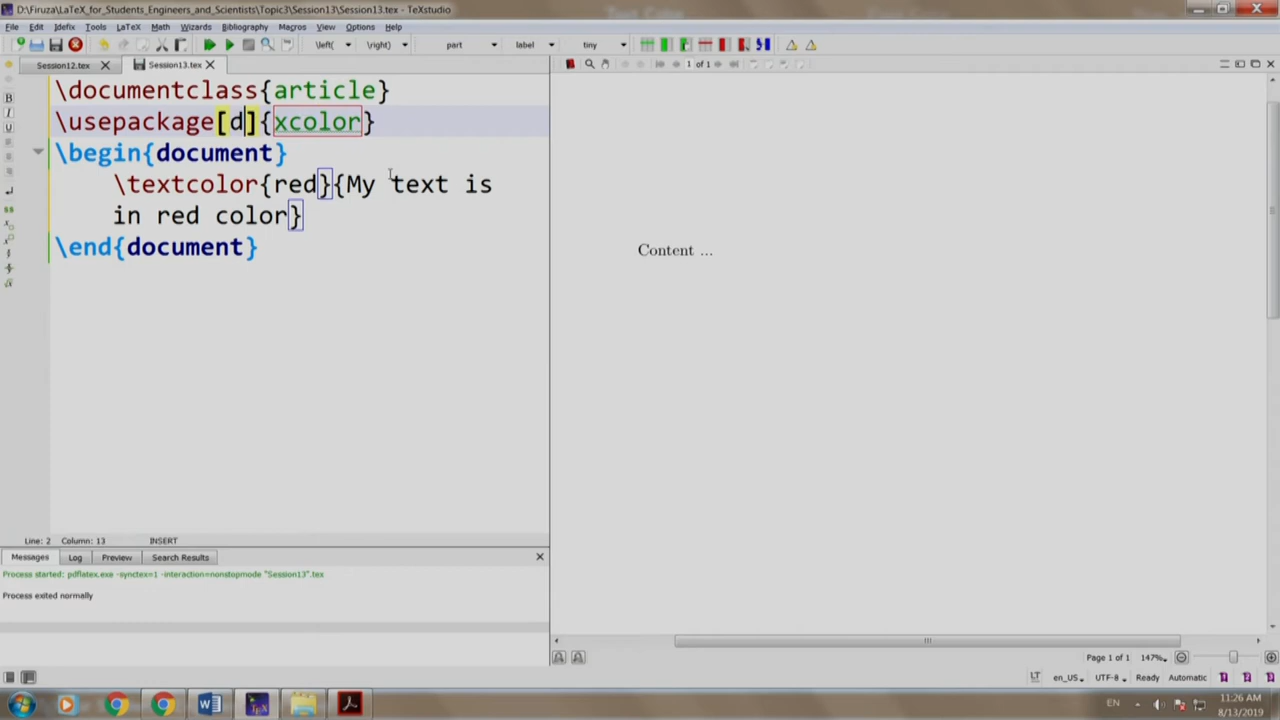 D:\Firuza\LaTeX_for_Students_Engineers_and_Scientists\Topic3\Session13\Session13.tex - TeXstudio
File Edit Idefix Tools LaTeX Math Wizards Bibliography Macros View Options Help
\left( \right) part label tiny
Session12.tex Session13.tex 1 of 1
\documentclass{article}
\usepackage[d]{xcolor}
\begin{document}
\textcolor{red}{My text is
in red color}
\end{document}
Content ...
Line: 2 Column: 13 INSERT
Messages Log Preview Search Results
Process started: pdflatex.exe -synctex=1 -interaction=nonstopmode "Session13".tex
Process exited normally
Page 1 of 1 147%
LT en_US UTF-8 Ready Automatic
EN 11:26 AM
8/13/2019